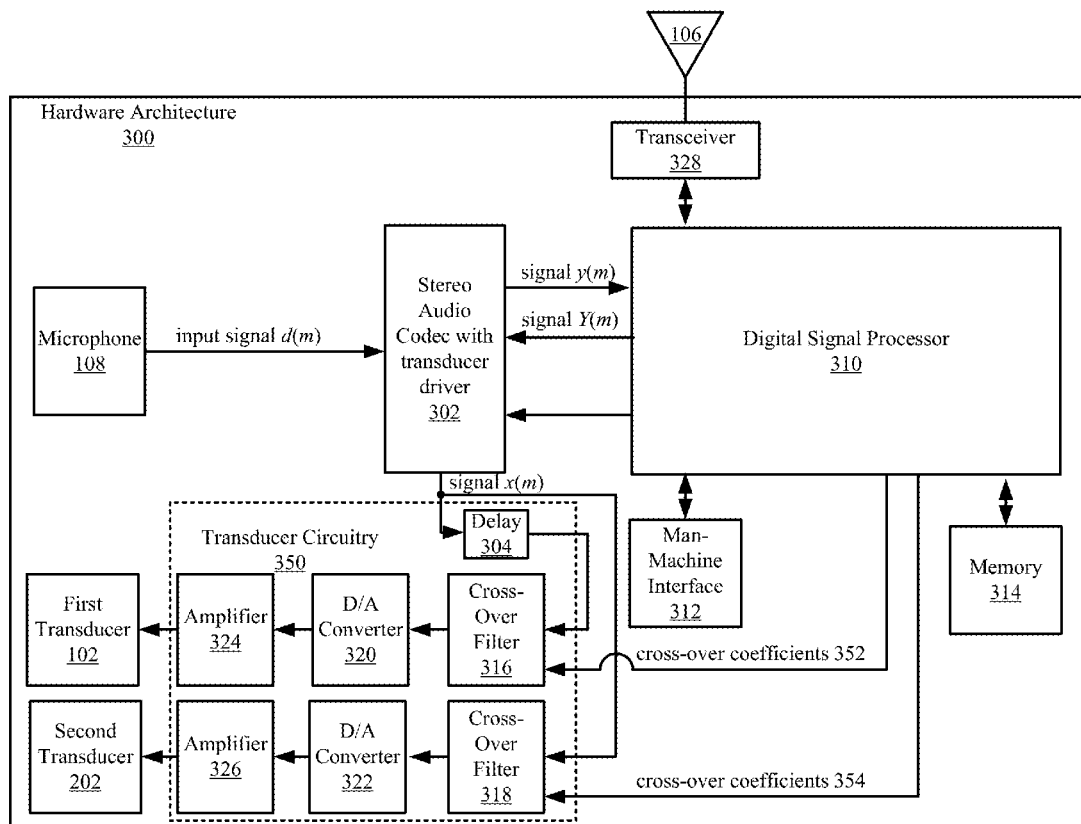 106
Hardware Architecture
300
Transceiver
328
Microphone
108
input signal d(m)
Stereo
Audio
Codec with
transducer
driver
302
signal y(m)
signal Y(m)
Digital Signal Processor
310
signal x(m)
Transducer Circuitry
350
Delay
304
Man-
Machine
Interface
312
Memory
314
First
Transducer
102
Amplifier
324
D/A
Converter
320
Cross-
Over
Filter
316
cross-over coefficients 352
Second
Transducer
202
Amplifier
326
D/A
Converter
322
Cross-
Over
Filter
318
cross-over coefficients 354